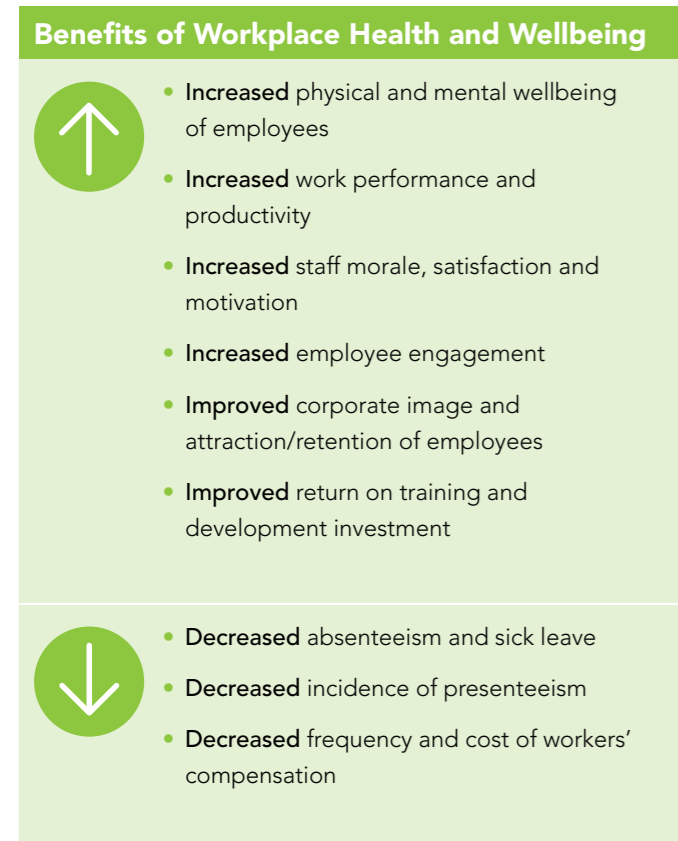 Benefits of Workplace Health and Wellbeing
• Increased physical and mental wellbeing
of employees
• Increased work performance and
productivity
• Increased staff morale, satisfaction and
motivation
• Increased employee engagement
• Improved corporate image and
attraction/retention of employees
• Improved return on training and
development investment
• Decreased absenteeism and sick leave
• Decreased incidence of presenteeism
• Decreased frequency and cost of workers’
compensation